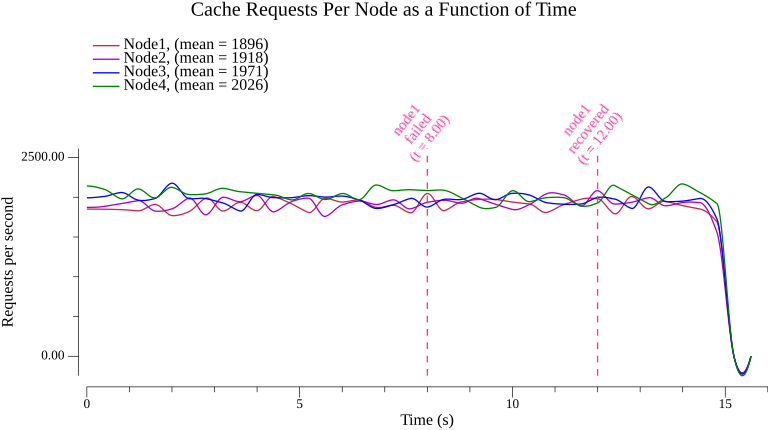 Cache Requests Per Node as a Function of Time
Node1, (mean = 1896)
Node2, (mean = 1918)
Node3, (mean = 1971)
Node4, (mean = 2026)
node1
failed
(t = 8.00)
node1
recovered
(t = 12.00)
2500.00
Requests per second
0.00
0
5
10
15
Time (s)